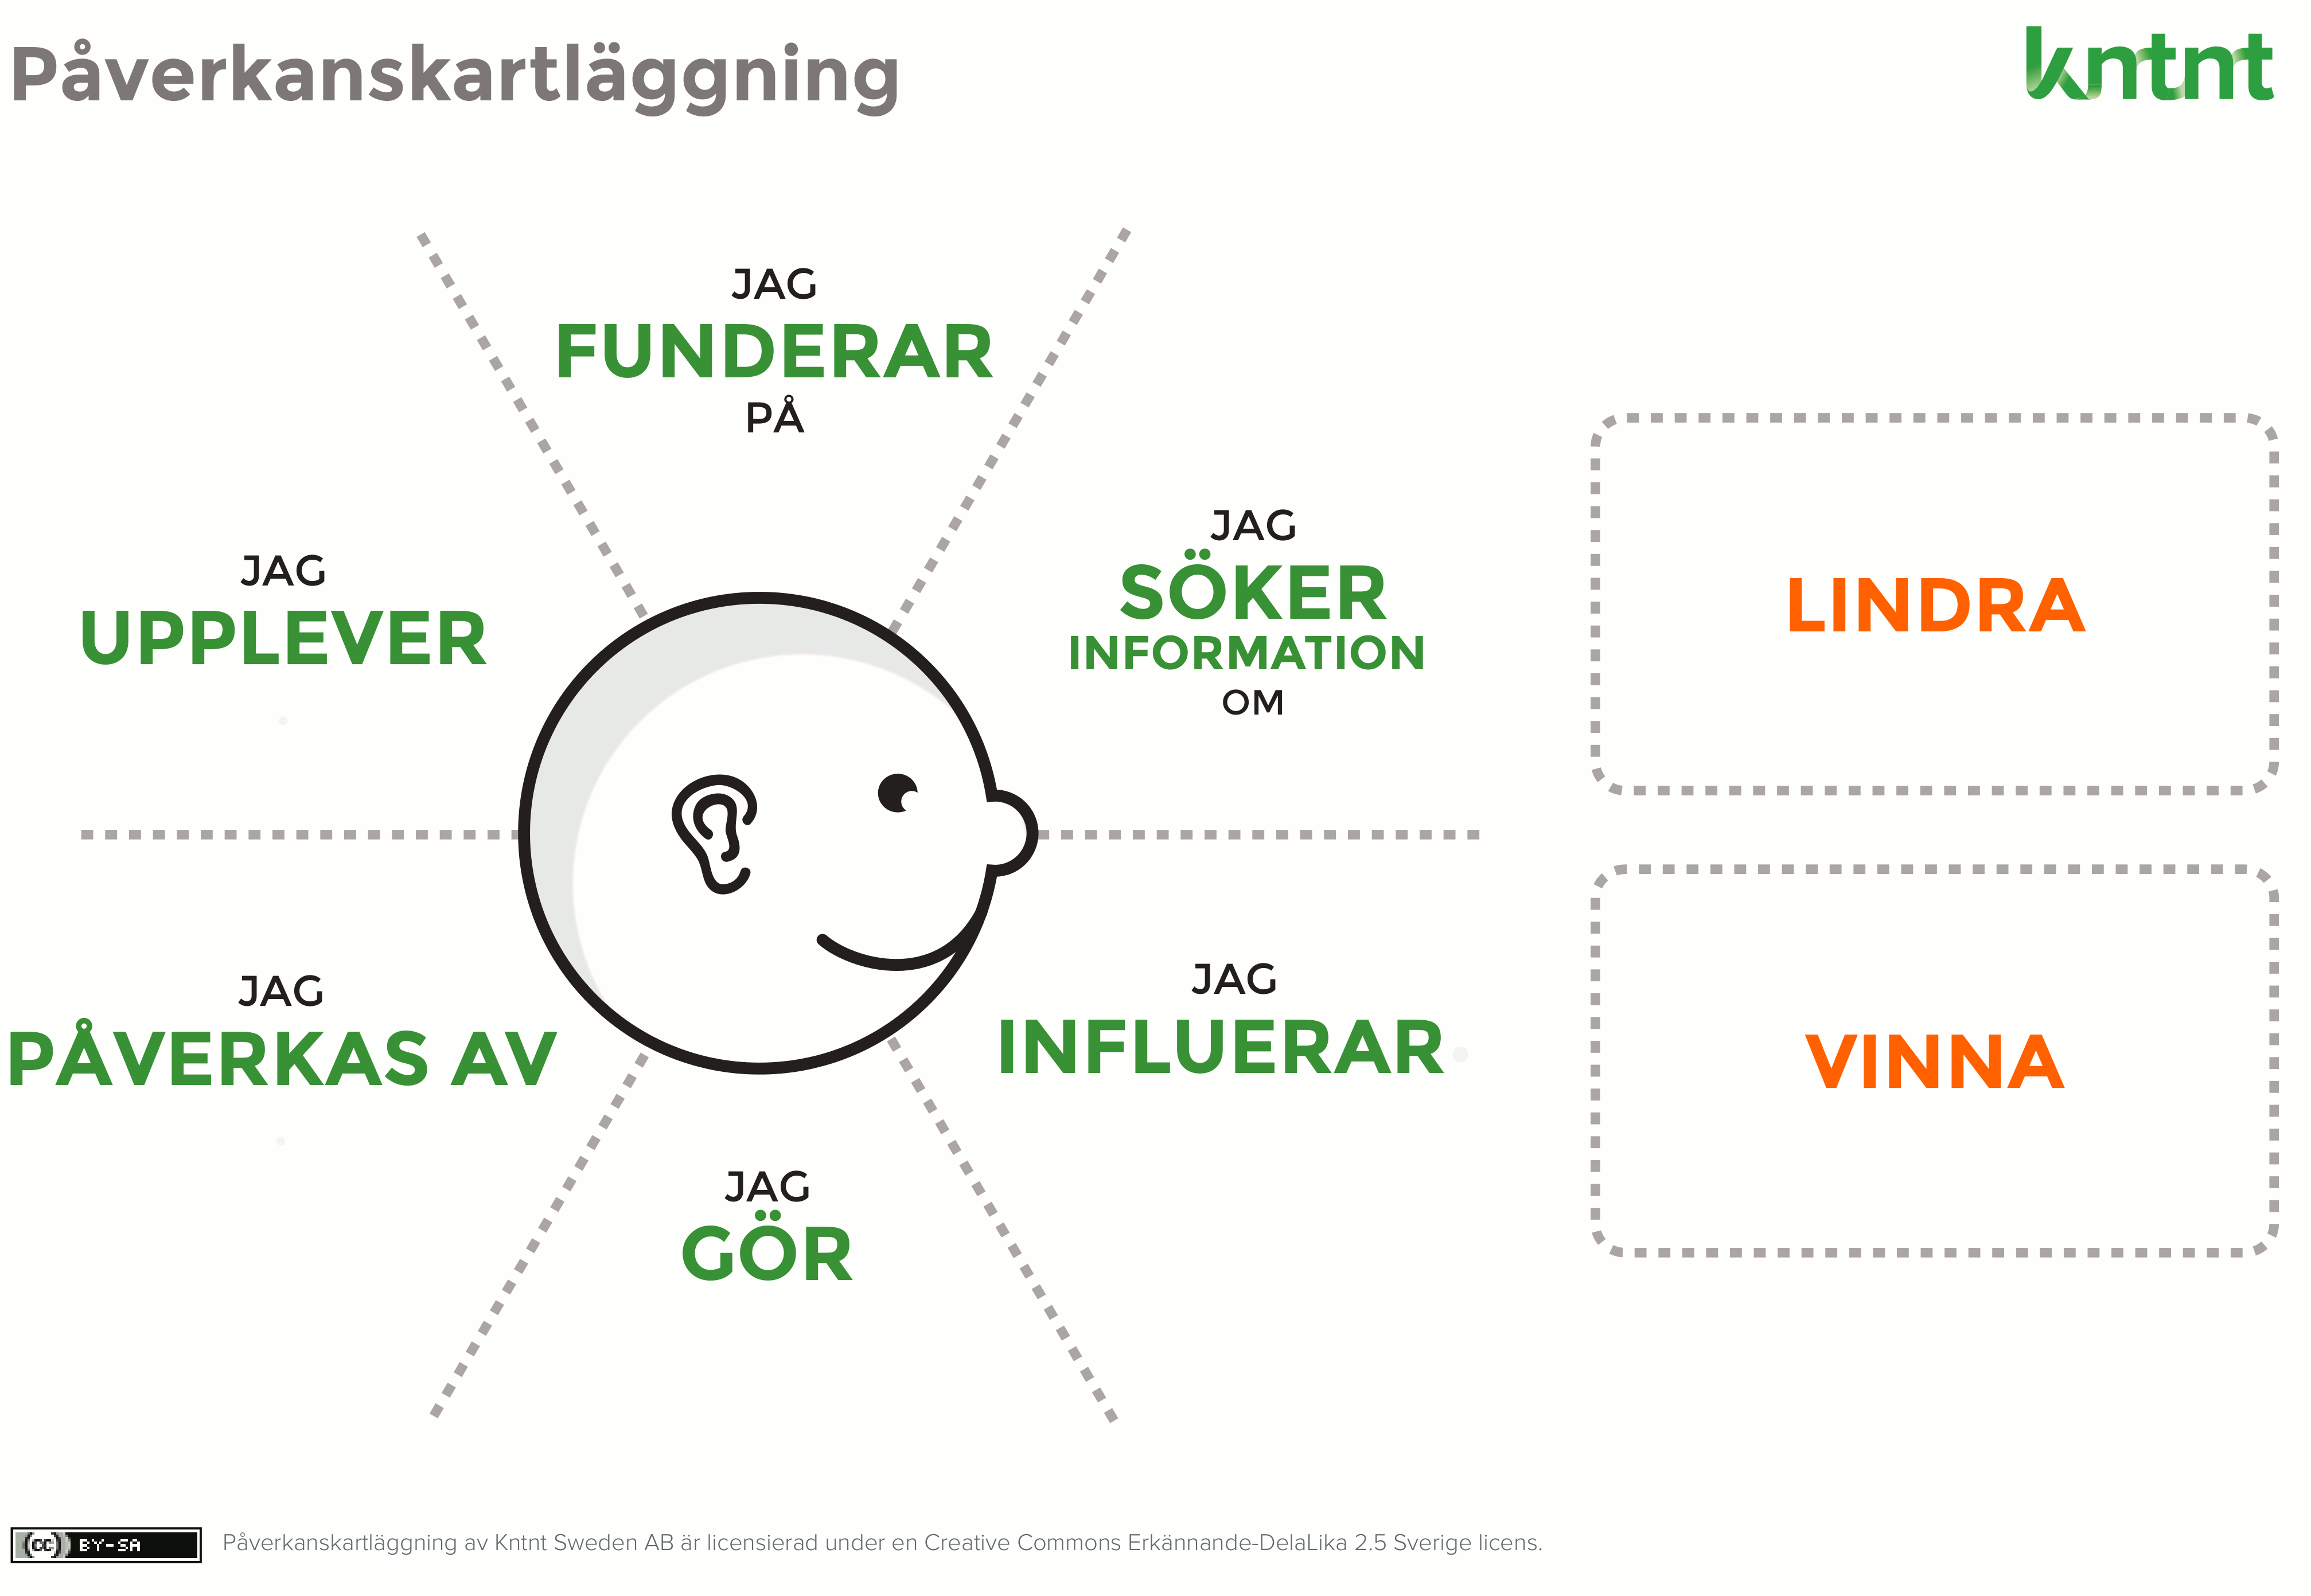 Påverkanskartläggning
kntnt
JAG
FUNDERAR
PÅ
JAG
SÖKER
INFORMATION
OM
JAG
UPPLEVER
LINDRA
JAG
PÅVERKAS AV
JAG
INFLUERAR
VINNA
JAG
GÖR
(cc) BY-SA
Påverkanskartläggning av Kntnt Sweden AB är licensierad under en Creative Commons Erkännande-DelaLika 2.5 Sverige licens.